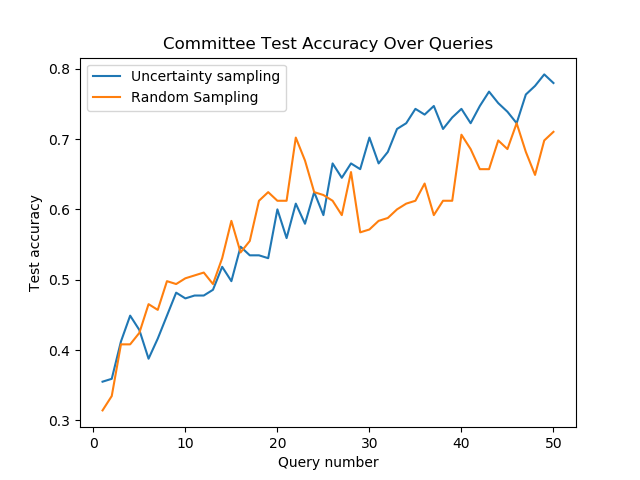 Committee Test Accuracy Over Queries
Uncertainty sampling
Random Sampling
Test accuracy
0.8
0.7
0.6
0.5
0.4
0.3
0 10 20 30 40 50
Query number